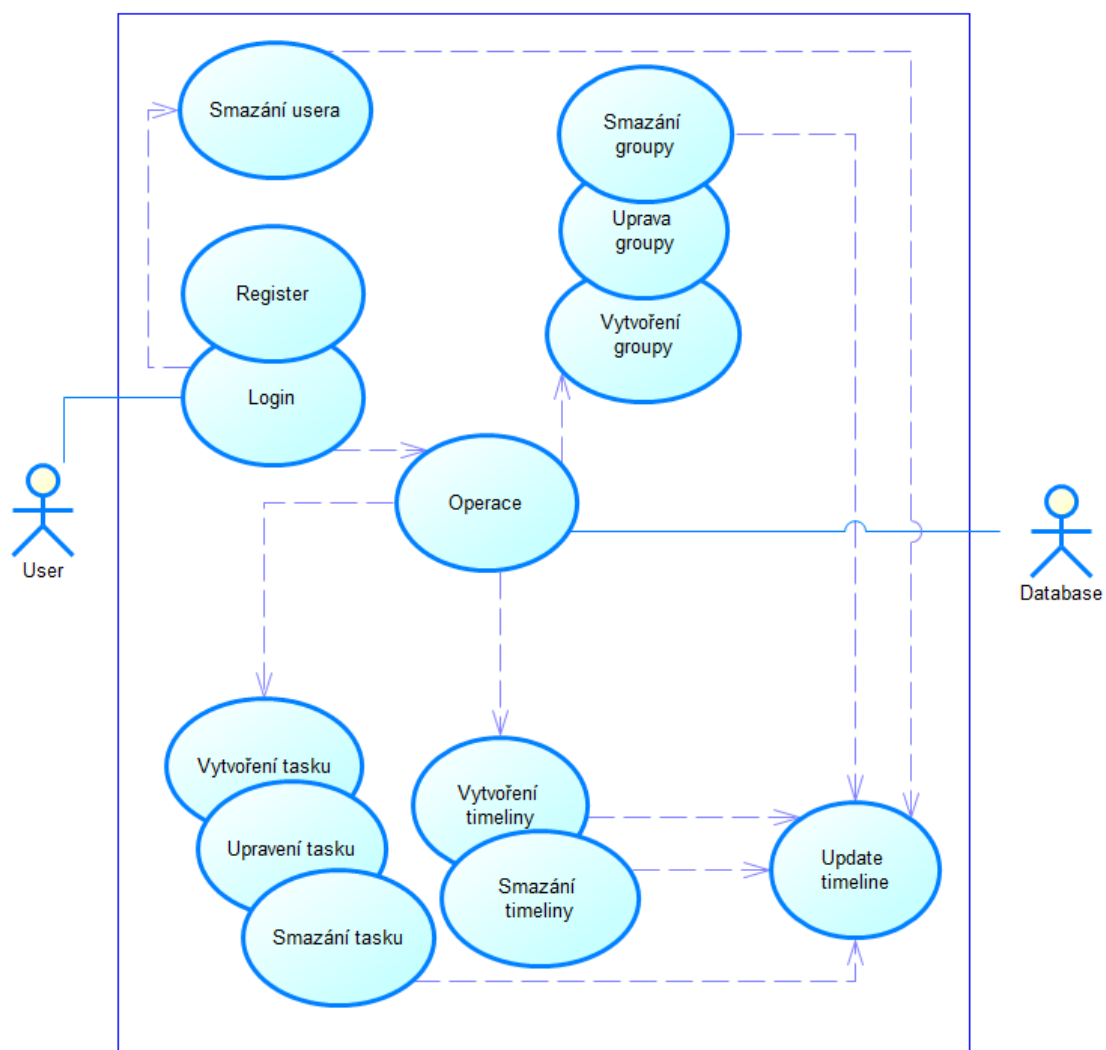 Smazání usera
Smazání
groupy
Uprava
groupy
Register
Vytvoření
groupy
Login
Operace
User
Database
Vytvoření tasku
Vytvoření
timeliny
Upravení tasku
Update
timeline
Smazání
timeliny
Smazání tasku